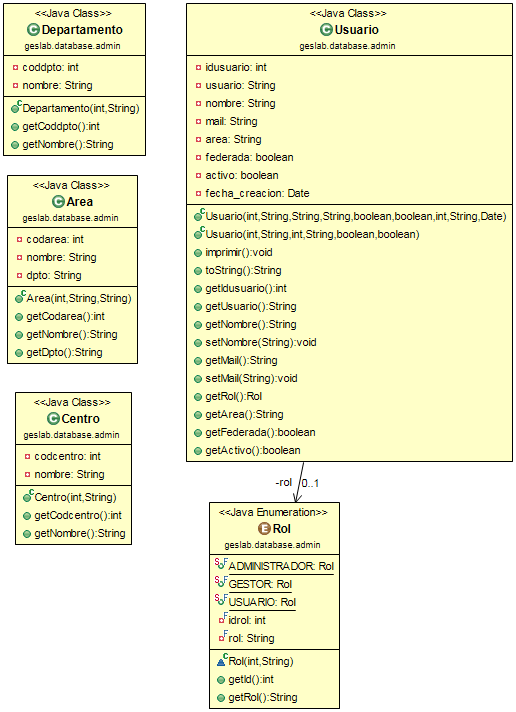 <<Java Class>>
Departamento
geslab.database.admin
coddpto: int
nombre: String
Departamento(int,String)
getCoddpto():int
getNombre():String
<<Java Class>>
Area
geslab.database.admin
codarea: int
nombre: String
dpto: String
Area(int,String,String)
getCodarea():int
getNombre():String
getDpto():String
<<Java Class>>
Centro
geslab.database.admin
codcentro: int
nombre: String
Centro(int,String)
getCodcentro():int
getNombre():String
<<Java Class>>
Usuario
geslab.database.admin
idusuario: int
usuario: String
nombre: String
mail: String
area: String
federada: boolean
activo: boolean
fecha_creacion: Date
Usuario(int,String,String,String,boolean,boolean,int,String,Date)
Usuario(int,String,int,String,boolean,boolean)
imprimir():void
toString():String
getIdusuario():int
getUsuario():String
getNombre():String
setNombre(String):void
getMail():String
setMail(String):void
getRol():Rol
getArea():String
getFederada():boolean
getActivo():boolean
-rol 0..1
<<Java Enumeration>>
Rol
geslab.database.admin
ADMINISTRADOR: Rol
GESTOR: Rol
USUARIO: Rol
idrol: int
rol: String
Rol(int,String)
getId():int
getRol():String